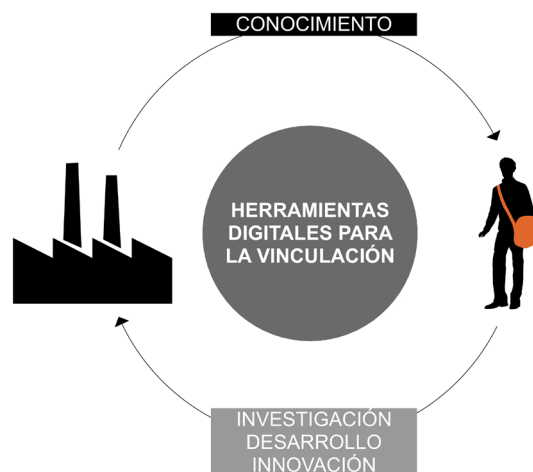 CONOCIMIENTO
HERRAMIENTAS
DIGITALES PARA
LA VINCULACIÓN
INVESTIGACIÓN
DESARROLLO
INNOVACIÓN